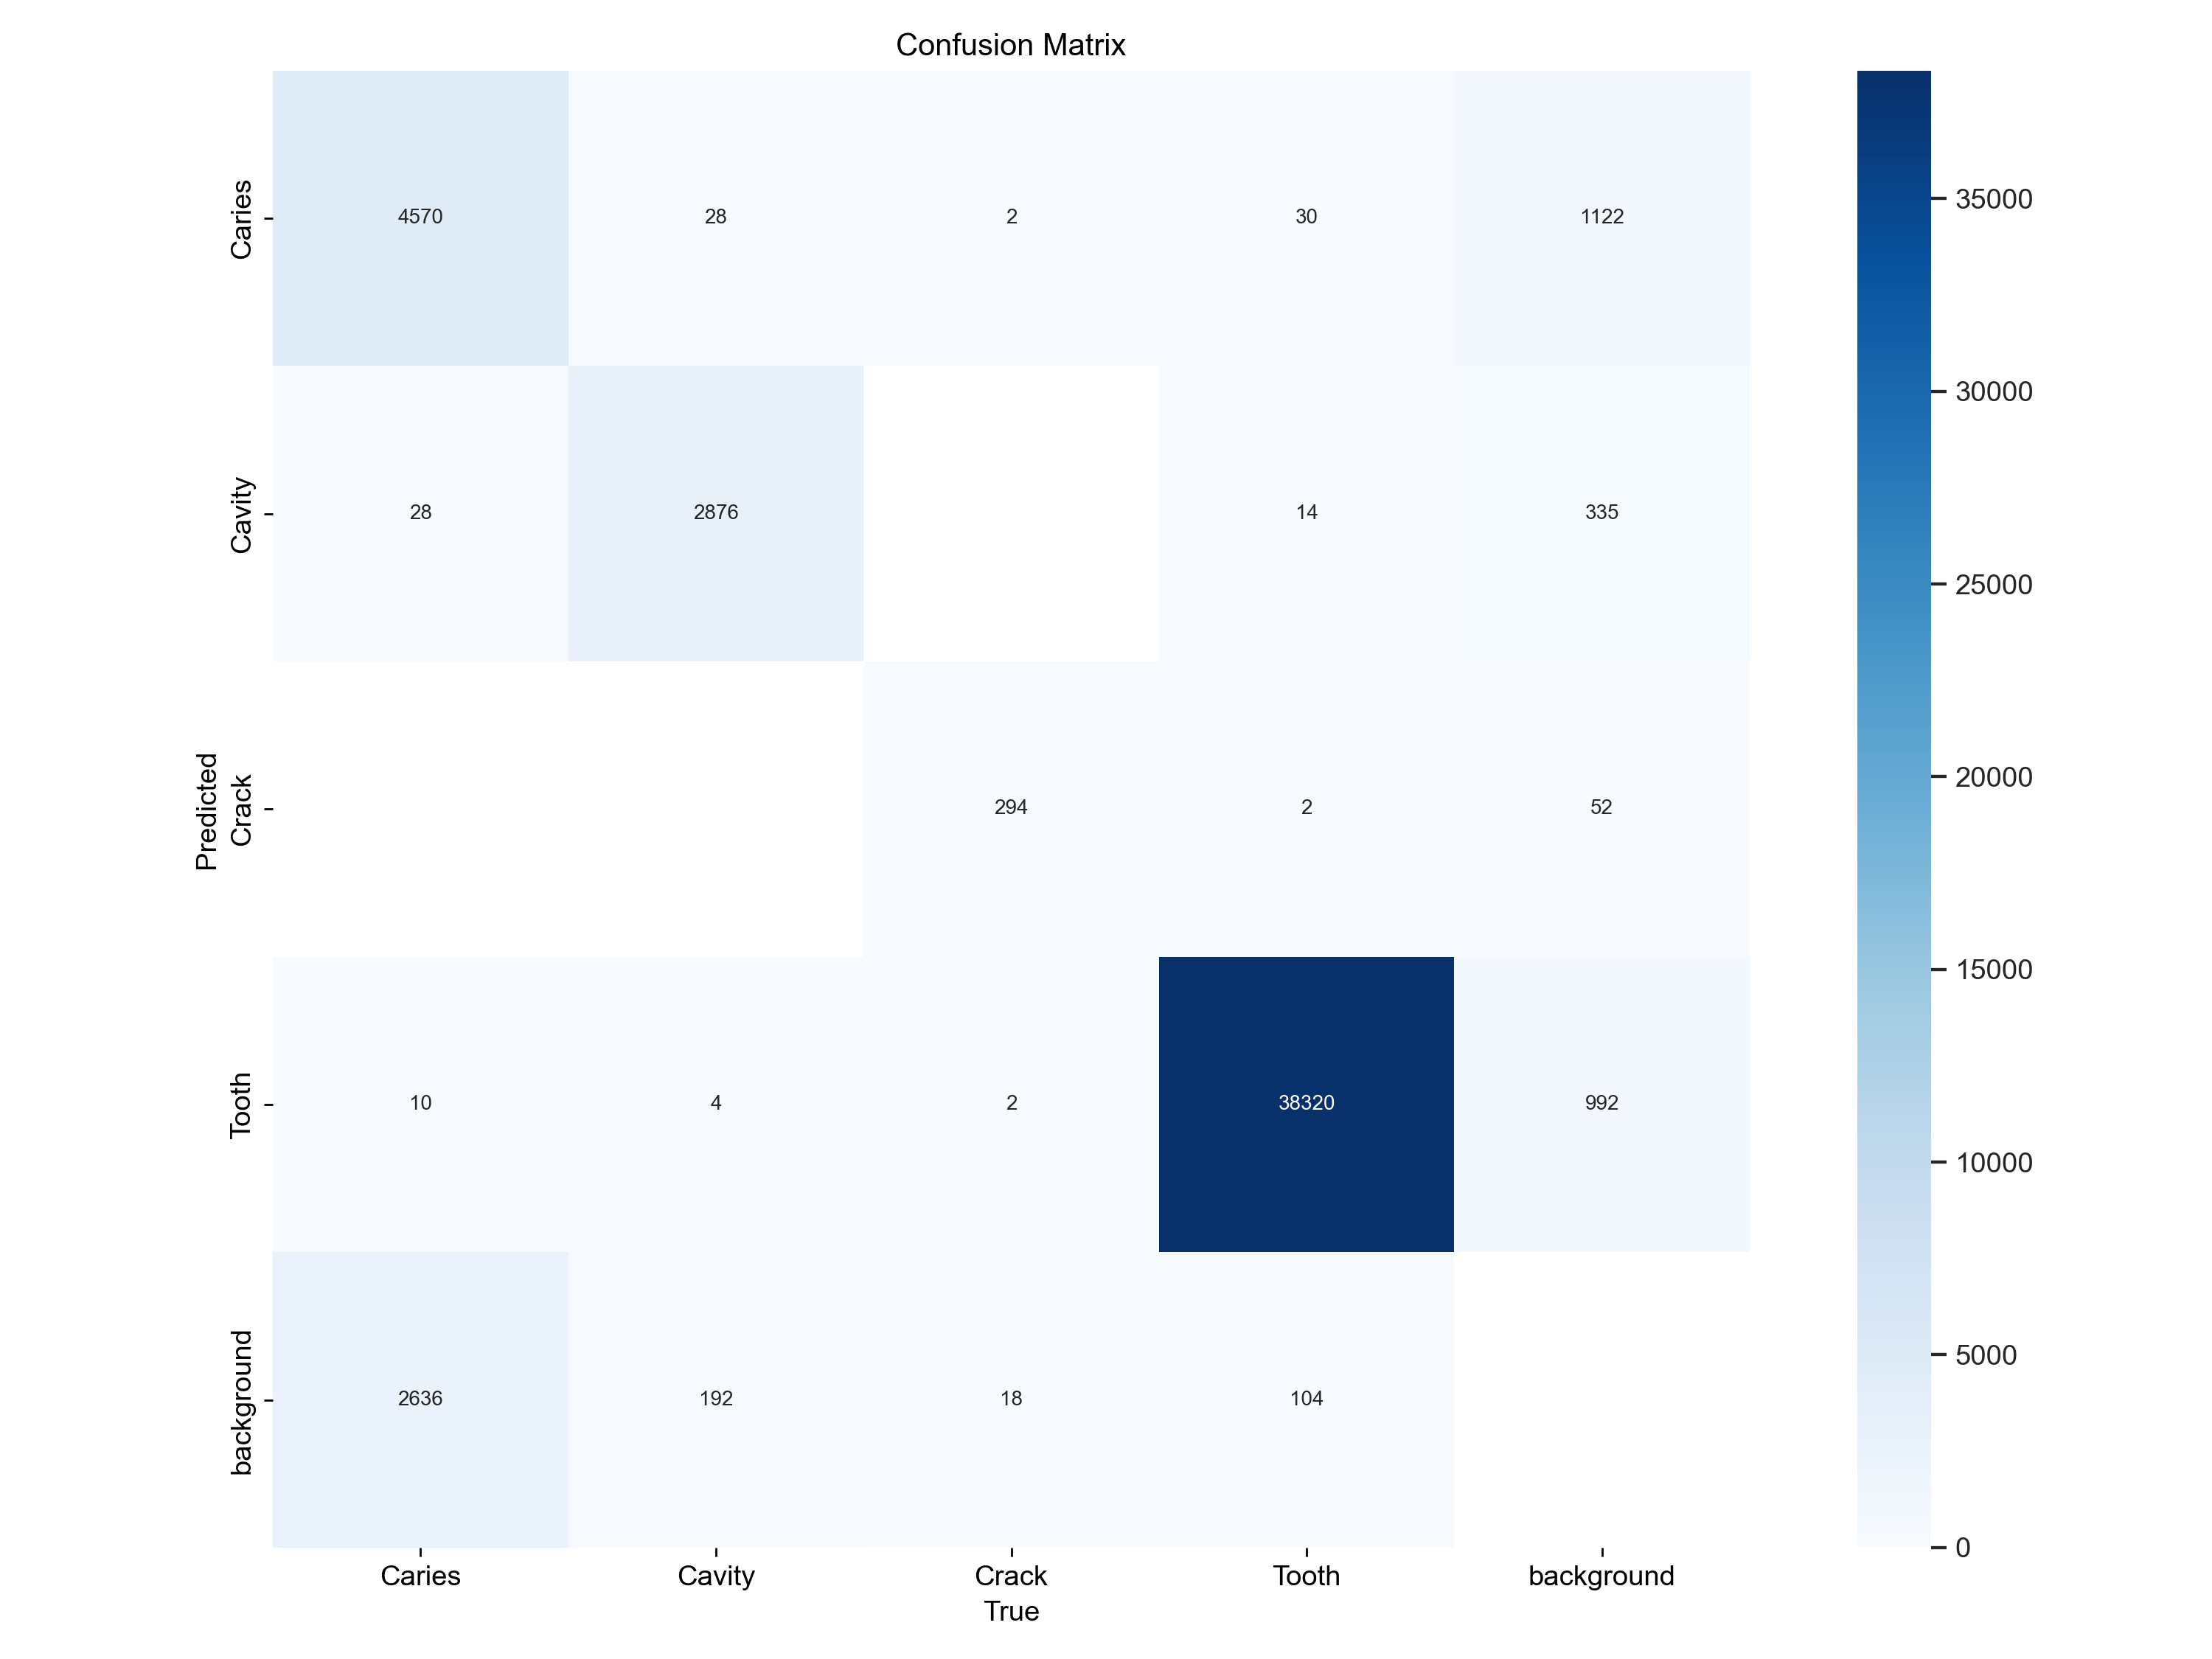 Confusion Matrix
Predicted
Caries 4570 28 2 30 1122
Cavity 28 2876 14 335
Crack 294 2 52
Tooth 10 4 2 38320 992
background 2636 192 18 104
Caries Cavity Crack Tooth background
True
35000
30000
25000
20000
15000
10000
5000
0